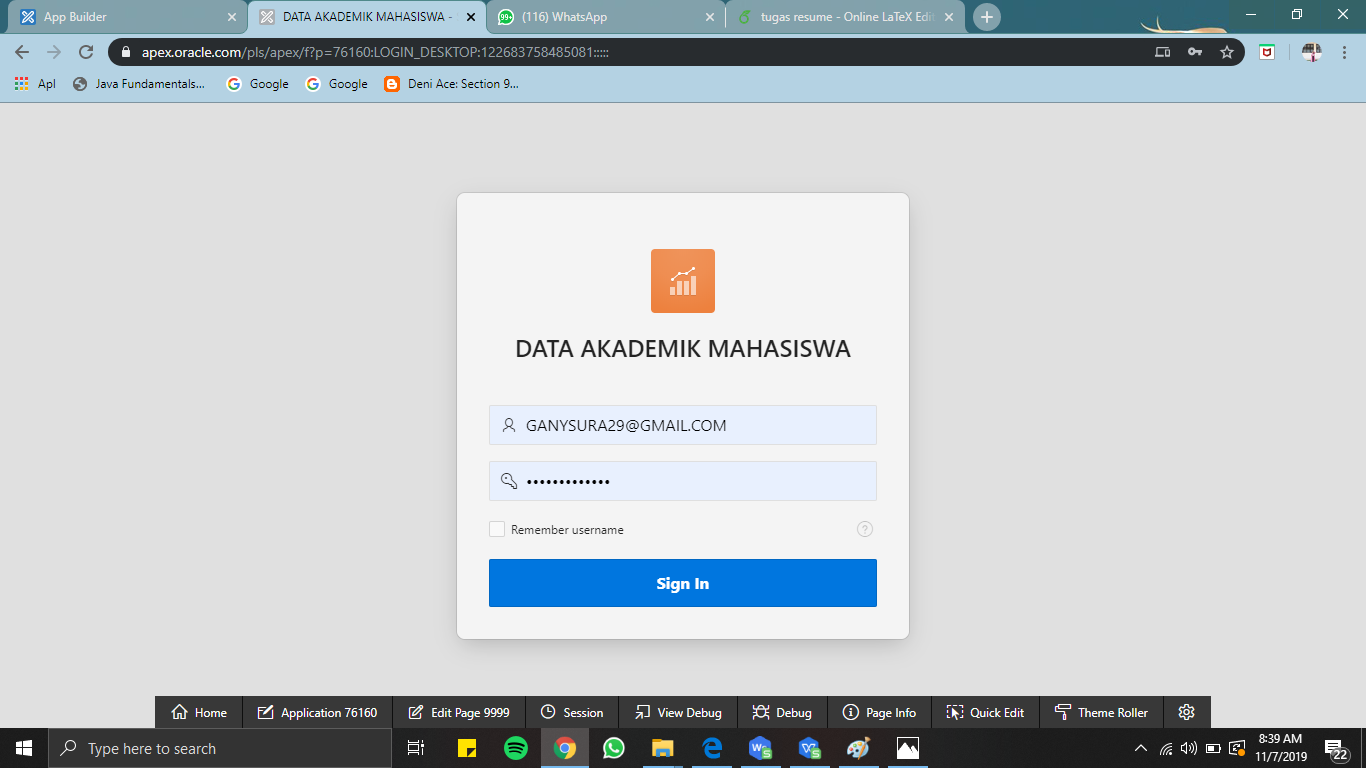 App Builder
DATA AKADEMIK MAHASISWA -
99+
(116) WhatsApp
tugas resume - Online LaTeX Edit
apex.oracle.com/pls/apex/f?p=76160:LOGIN_DESKTOP:122683758485081:::::
Apl
Java Fundamentals...
Google
Google
Deni Ace: Section 9...
DATA AKADEMIK MAHASISWA
GANYSURA29@GMAIL.COM
•••••••••••••
Remember username
?
Sign In
Home
Application 76160
Edit Page 9999
Session
View Debug
Debug
Page Info
Quick Edit
Theme Roller
Type here to search
8:39 AM
11/7/2019
22